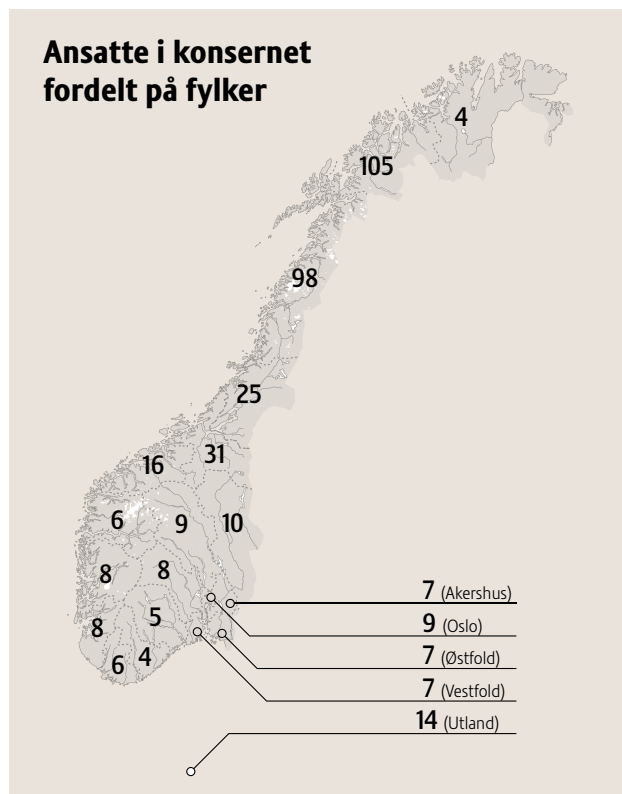 Ansatte i konsernet
fordelt på fylker
4
105
98
25
31
16
6
9
10
8
8
5
8
6
4
7 (Akershus)
9 (Oslo)
7 (Østfold)
7 (Vestfold)
14 (Utland)